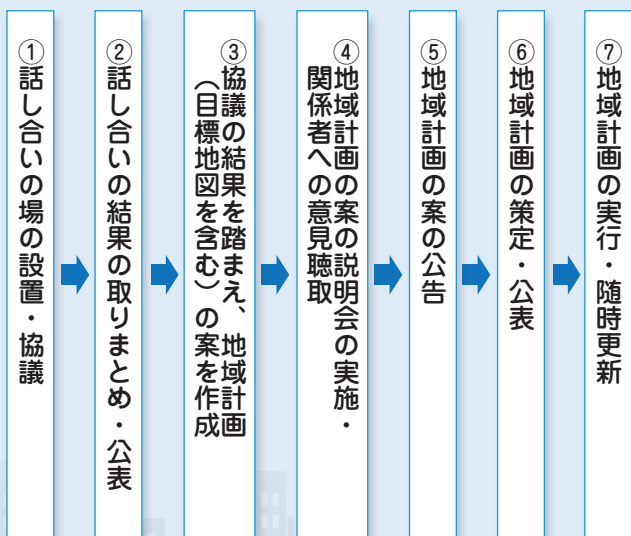 ①話し合いの場の設置・協議
②話し合いの結果の取りまとめ・公表
③協議の結果を踏まえ、地域計画
（目標地図を含む）の案を作成
④地域計画の案の説明会の実施・
関係者への意見聴取
⑤地域計画の案の公告
⑥地域計画の策定・公表
⑦地域計画の実行・随時更新